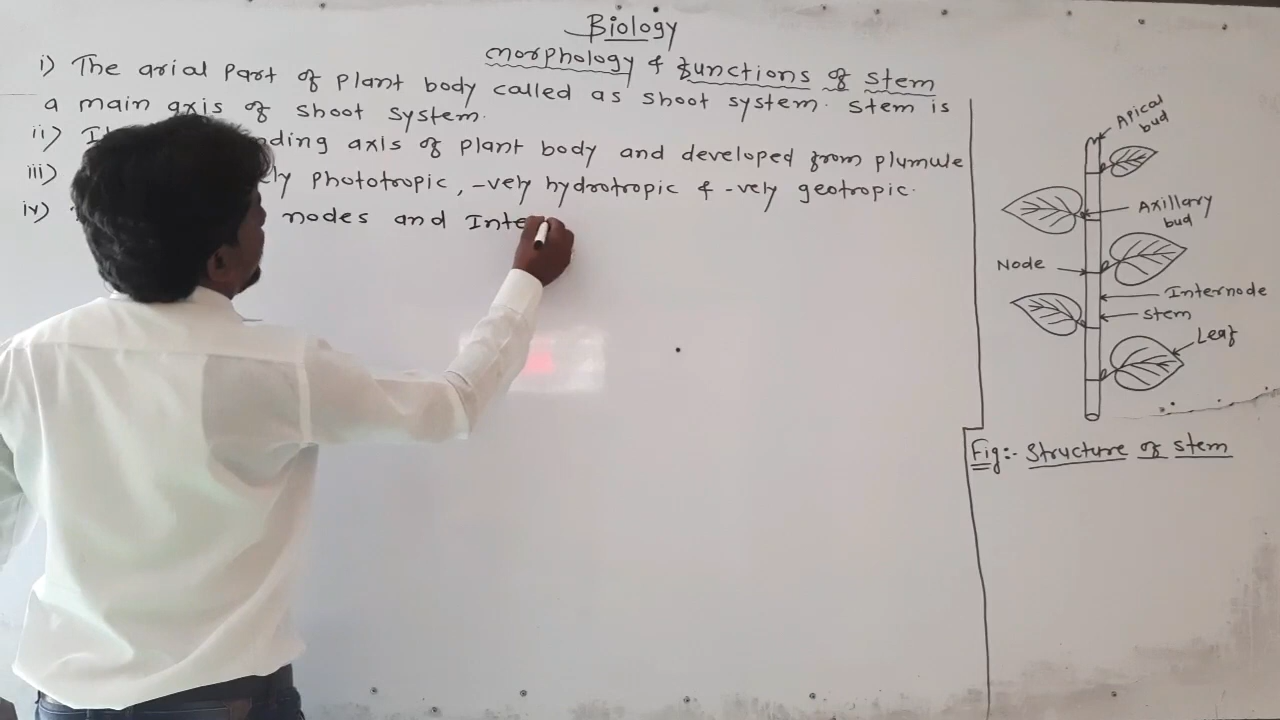 Biology
Morphology & functions of stem
i) The arial part of plant body called as shoot system. Stem is
a main axis of shoot system.
ii) nding axis of plant body and developed from plumule
iii) ly phototropic, -vely hydrotropic & -vely geotropic.
iv) nodes and Inte
Apical
bud
Axillary
bud
Node
Internode
stem
Leaf
Fig:- Structure of stem